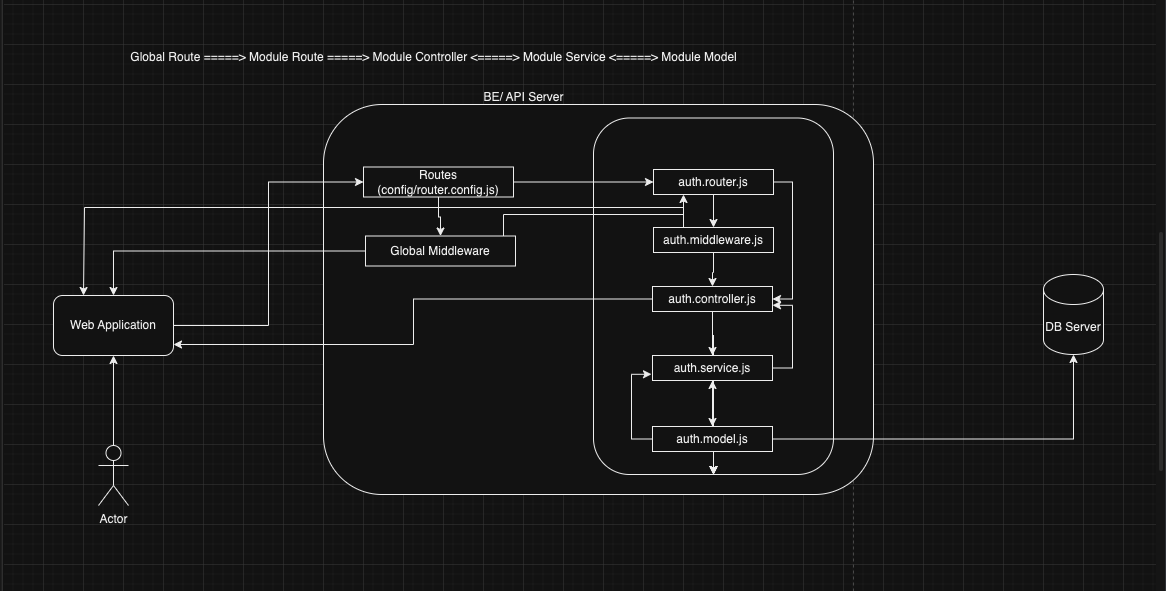 Global Route =====> Module Route =====> Module Controller <=====> Module Service <=====> Module Model
BE/ API Server
Routes
(config/router.config.js)
auth.router.js
Global Middleware
auth.middleware.js
auth.controller.js
Web Application
DB Server
auth.service.js
auth.model.js
Actor